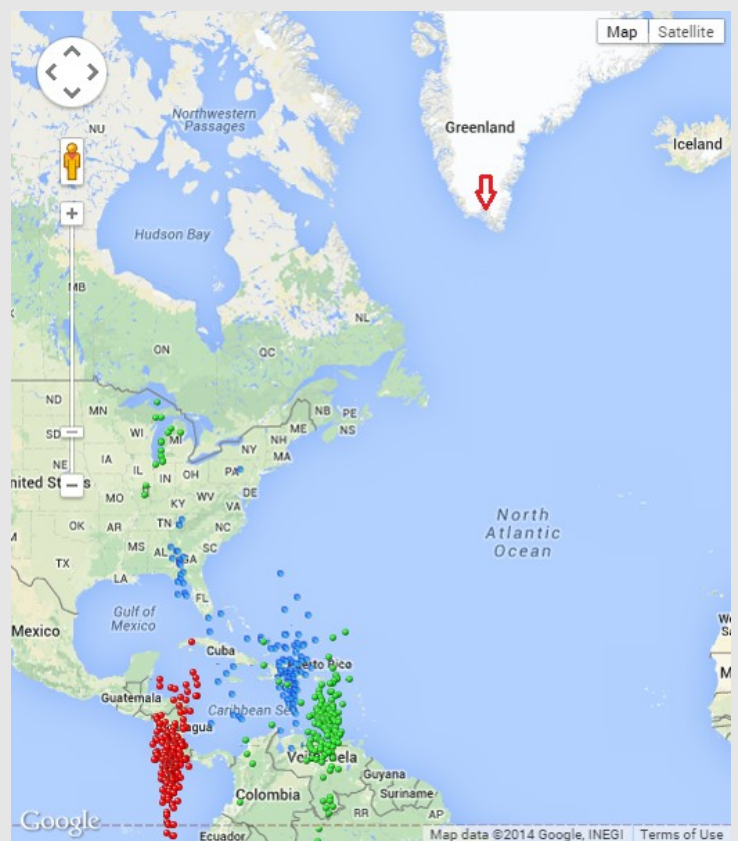 Map Satellite
Greenland
Iceland
Northwestern
Passages
NU
Hudson Bay
MB
NL
ON
QC
ND
MN
NB PE
NS
ME
SD
WI
MI
NH
NY
MA
NE
IA
IL
IN
OH
PA
nited St s
MO
KY
WV
VA
DE
OK
AR
TN
NC
MS
AL
GA
SC
TX
LA
FL
North
Atlantic
Ocean
Gulf of
Mexico
Mexico
Cuba
Puerto Rico
Guatemala
Caribbean Se
Guyana
Suriname
Colombia
RR
AP
Ecuador
Google
Map data ©2014 Google, INEGI Terms of Use